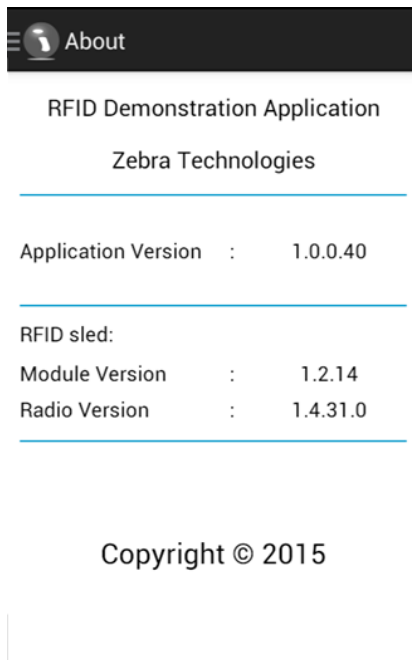 About
RFID Demonstration Application
Zebra Technologies
Application Version : 1.0.0.40
RFID sled:
Module Version : 1.2.14
Radio Version : 1.4.31.0
Copyright © 2015